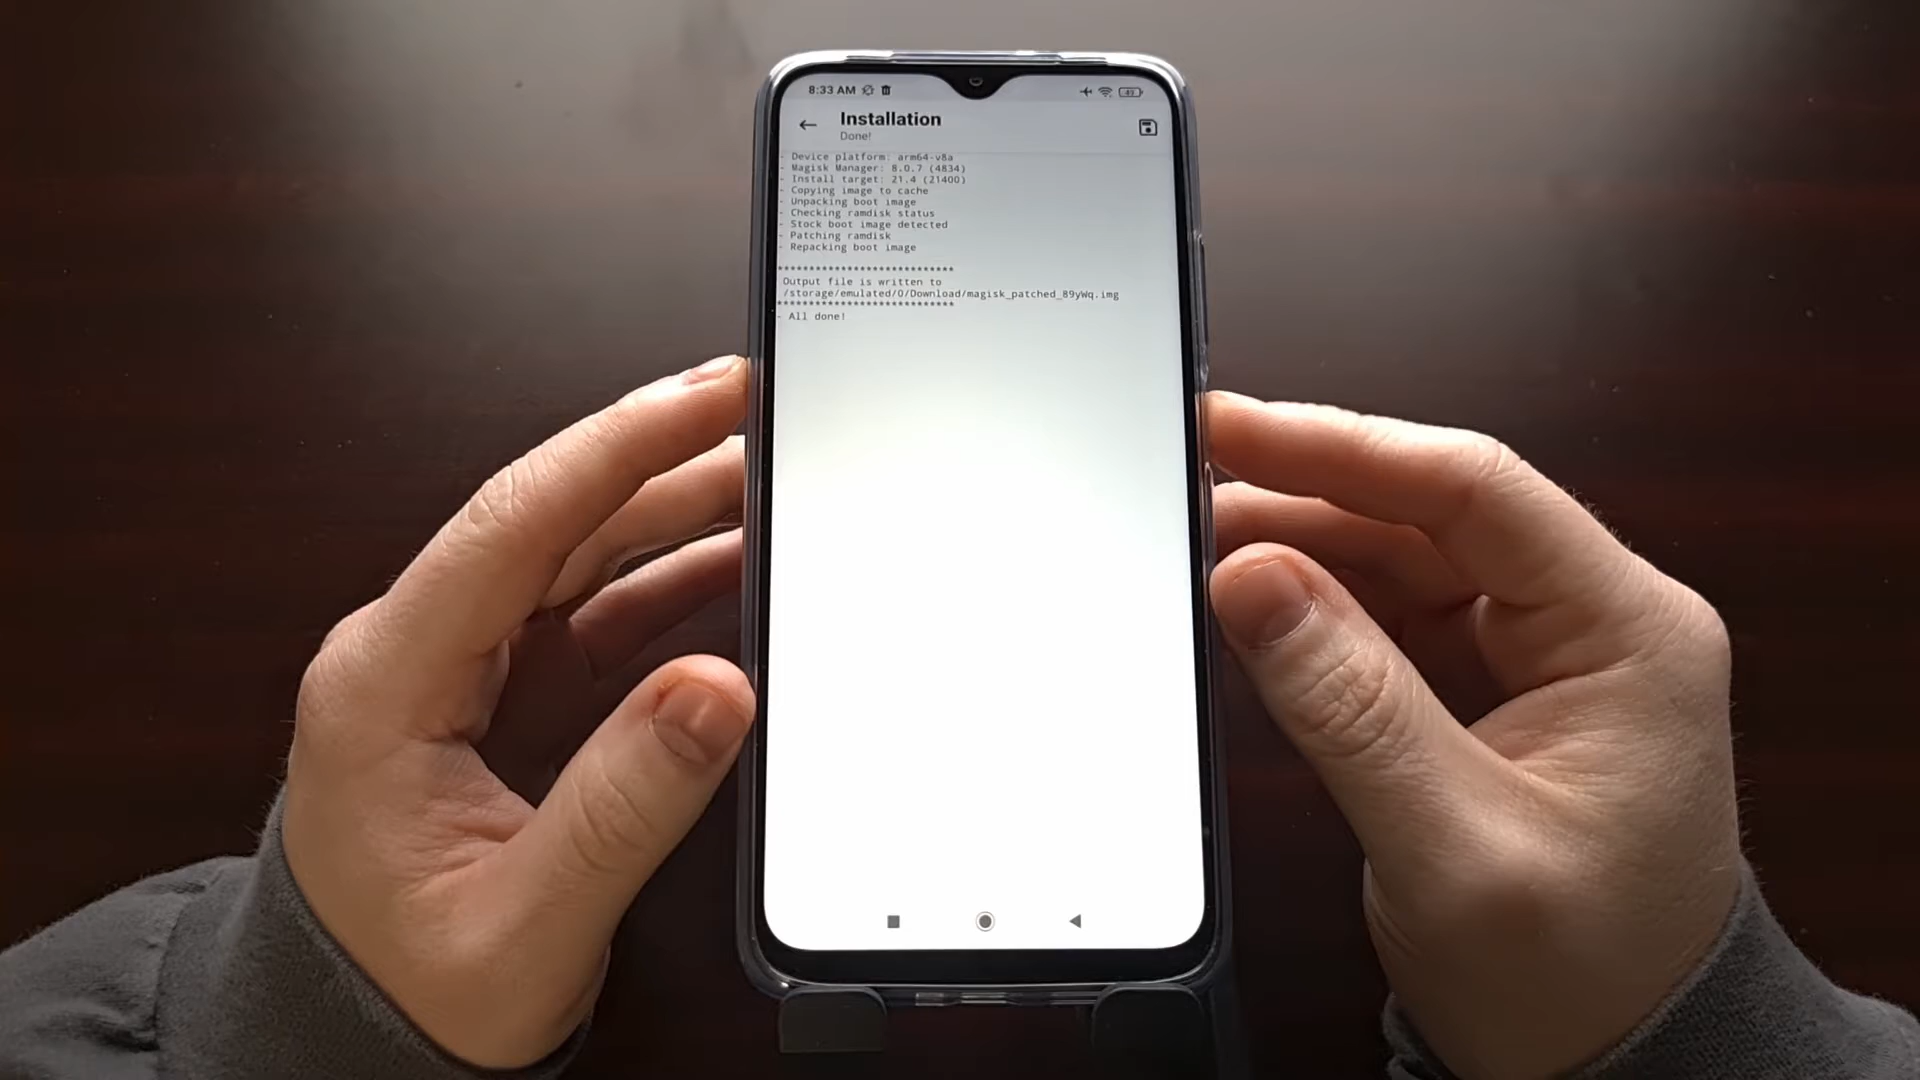 8:33 AM
49
Installation
Done!
- Device platform: arm64-v8a
- Magisk Manager: 8.0.7 (4834)
- Install target: 21.4 (21400)
- Copying image to cache
- Unpacking boot image
- Checking ramdisk status
- Stock boot image detected
- Patching ramdisk
- Repacking boot image
****************************
Output file is written to
/storage/emulated/0/Download/magisk_patched_89yWq.img
****************************
- All done!